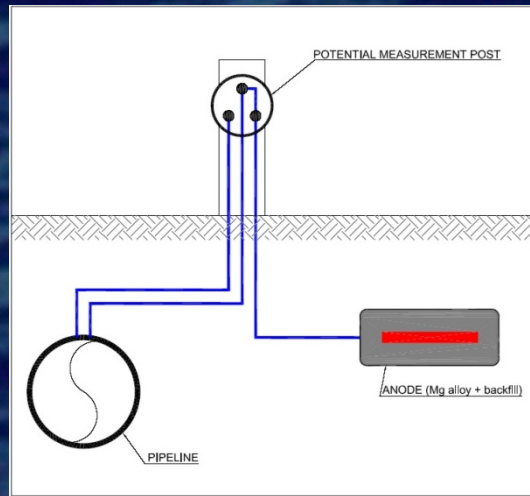 POTENTIAL MEASUREMENT POST
ANODE (Mg alloy + backfill)
PIPELINE